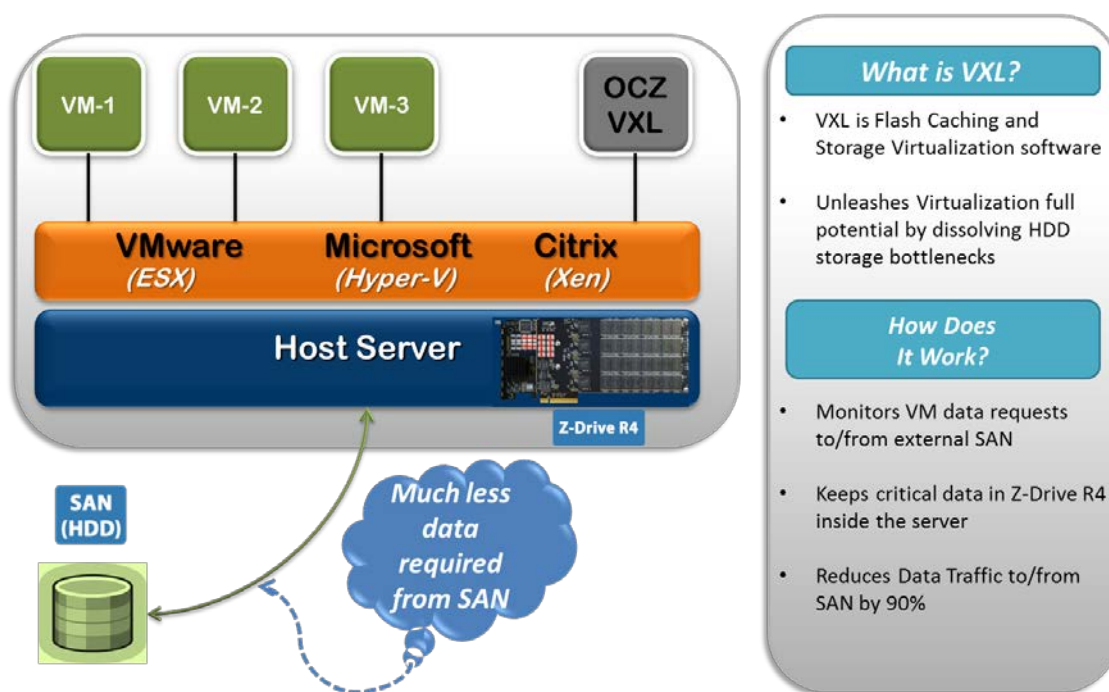 VM-1
VM-2
VM-3
OCZ
VXL
VMware
(ESX)
Microsoft
(Hyper-V)
Citrix
(Xen)
Host Server
Z-Drive R4
SAN
(HDD)
Much less
data
required
from SAN
What is VXL?
• VXL is Flash Caching and
Storage Virtualization software
• Unleashes Virtualization full
potential by dissolving HDD
storage bottlenecks
How Does
It Work?
• Monitors VM data requests
to/from external SAN
• Keeps critical data in Z-Drive R4
inside the server
• Reduces Data Traffic to/from
SAN by 90%